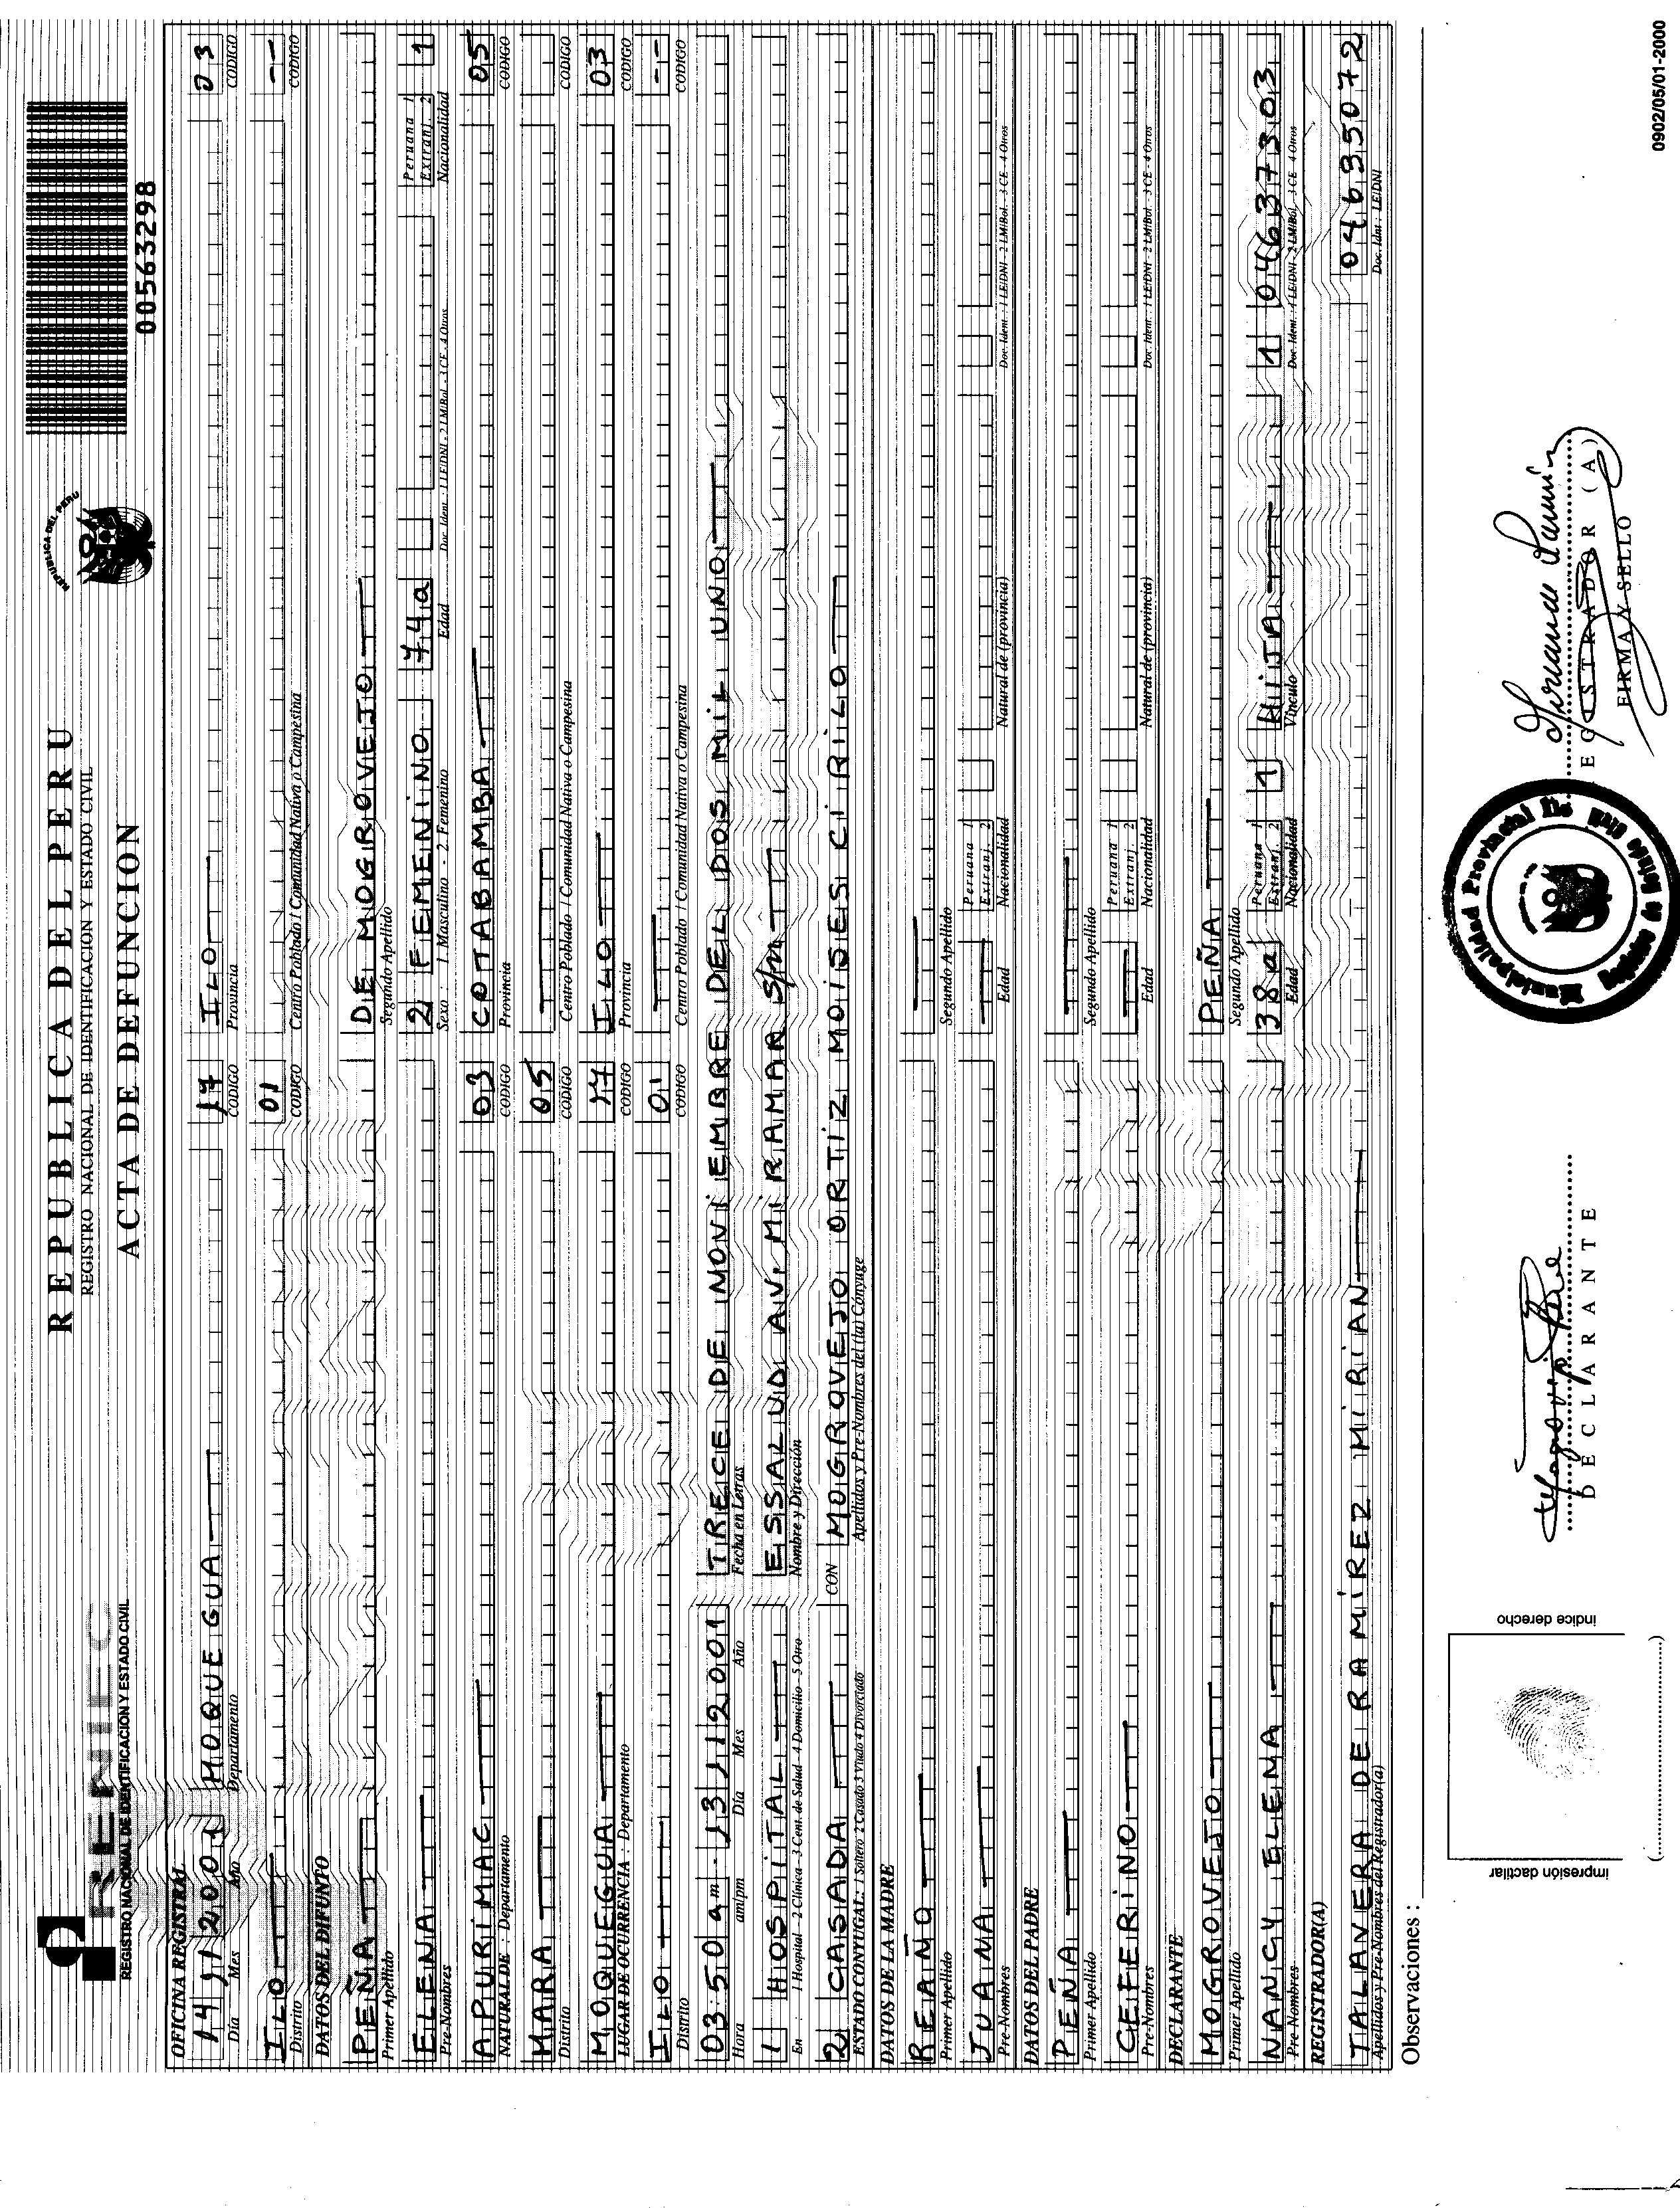 RENIEC
REGISTRO NACIONAL DE IDENTIFICACION Y ESTADO CIVIL
REPUBLICA DEL PERU
REGISTRO NACIONAL DE IDENTIFICACION Y ESTADO CIVIL
ACTA DE DEFUNCION
REPUBLICA DEL PERU
00563298
OFICINA REGISTRAL
14 11 2001 MOQUEGUA 17 ILO 03
Día Mes Año Departamento CODIGO Provincia CODIGO
ILO 01 --
Distrito CODIGO Centro Poblado / Comunidad Nativa o Campesina CODIGO
DATOS DEL DIFUNTO
PEÑA DE MOGROVEJO
Primer Apellido Segundo Apellido
ELENA 2 FEMENINO 74a Peruana 1 Extranj. 2 1
Pre-Nombres Sexo : 1 Masculino - 2 Femenino Edad Doc. Ident. : 1 LE/DNI - 2 LM/Bol. - 3 CE - 4 Otros Nacionalidad
APURIMAC 03 COTABAMBA 05
NATURAL DE : Departamento CODIGO Provincia CODIGO
MARA 05
Distrito CODIGO Centro Poblado / Comunidad Nativa o Campesina CODIGO
MOQUEGUA 17 ILO 03
LUGAR DE OCURRENCIA : Departamento CODIGO Provincia CODIGO
ILO 01 --
Distrito CODIGO Centro Poblado / Comunidad Nativa o Campesina CODIGO
03:50 am. 13 11 2001 TRECE DE NOVIEMBRE DEL DOS MIL UNO
Hora am/pm Día Mes Año Fecha en Letras
1 HOSPITAL ESSALUD AV. MIRAMAR S/N
En : 1 Hospital - 2 Clínica - 3 Cent. de Salud - 4 Domicilio - 5 Otro Nombre y Dirección
2 CASADA CON MOGROVEJO ORTIZ MOISES CIRILO
ESTADO CONYUGAL : 1 Soltero 2 Casado 3 Viudo 4 Divorciado Apellidos y Pre-Nombres del (la) Cónyuge
DATOS DE LA MADRE
REAÑO
Primer Apellido Segundo Apellido
JUANA Peruana 1 Extranj. 2
Pre-Nombres Edad Nacionalidad Natural de (provincia) Doc. Ident. : 1 LE/DNI - 2 LM/Bol. - 3 CE - 4 Otros
DATOS DEL PADRE
PEÑA
Primer Apellido Segundo Apellido
CEFERINO Peruana 1 Extranj. 2
Pre-Nombres Edad Nacionalidad Natural de (provincia) Doc. Ident. : 1 LE/DNI - 2 LM/Bol. - 3 CE - 4 Otros
DECLARANTE
MOGROVEJO PEÑA
Primer Apellido Segundo Apellido
NANCY ELENA 38a Peruana 1 Extranj. 2 1 HIJA 1 04637303
Pre-Nombres Edad Nacionalidad Vínculo Doc. Ident. : 1 LE/DNI - 2 LM/Bol. - 3 CE - 4 Otros
REGISTRADOR(A)
TALAVERA DE RAMIREZ MIRIAN 04635072
Apellidos y Pre-Nombres del Registrador(a) Doc. Idnt : LE/DNI
Observaciones :
impresión dactilar
indice derecho
DECLARANTE
Municipalidad Provincial Ilo
REGISTRADOR (A)
FIRMA Y SELLO
0902/05/01-2000